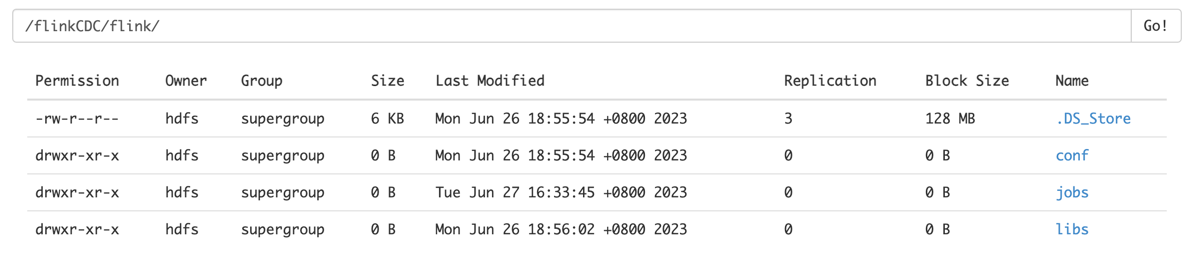 /flinkCDC/flink/ Go!
Permission Owner Group Size Last Modified Replication Block Size Name
-rw-r--r-- hdfs supergroup 6 KB Mon Jun 26 18:55:54 +0800 2023 3 128 MB .DS_Store
drwxr-xr-x hdfs supergroup 0 B Mon Jun 26 18:55:54 +0800 2023 0 0 B conf
drwxr-xr-x hdfs supergroup 0 B Tue Jun 27 16:33:45 +0800 2023 0 0 B jobs
drwxr-xr-x hdfs supergroup 0 B Mon Jun 26 18:56:02 +0800 2023 0 0 B libs